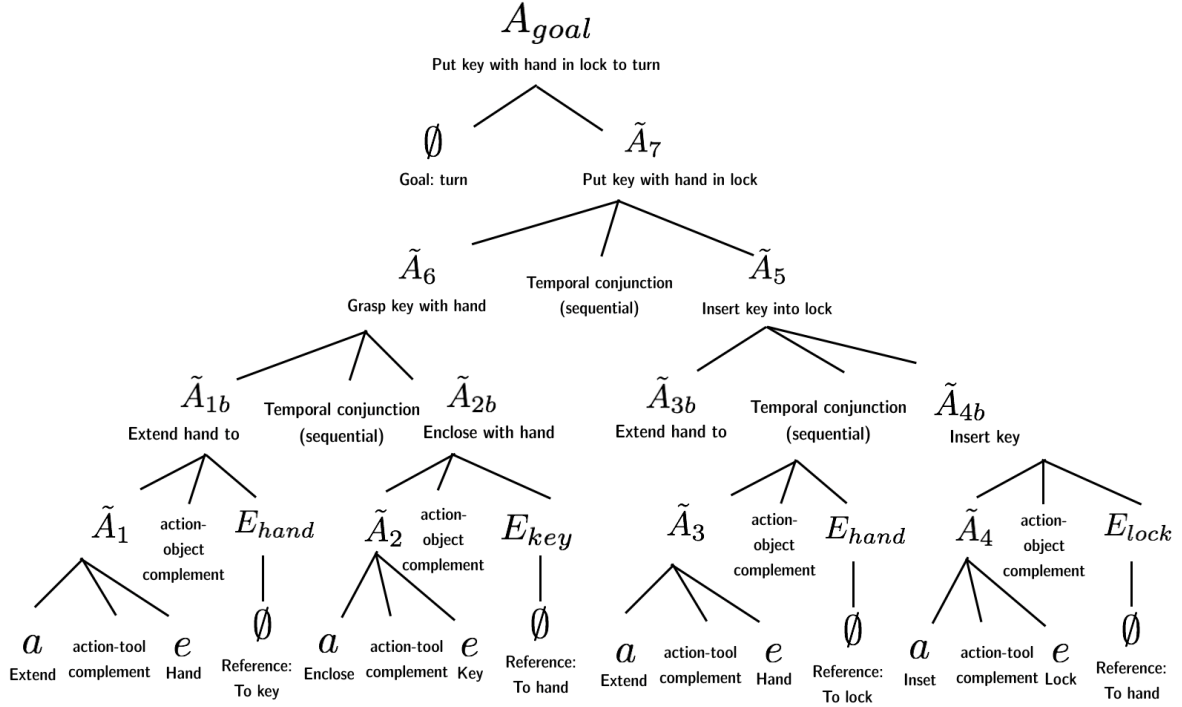 A_goal
Put key with hand in lock to turn
∅ Ã_7
Goal: turn Put key with hand in lock
Ã_6 Temporal conjunction (sequential) Ã_5
Grasp key with hand Insert key into lock
Ã_1b Temporal conjunction (sequential) Ã_2b Ã_3b Temporal conjunction (sequential) Ã_4b
Extend hand to Enclose with hand Extend hand to Insert key
Ã_1 action-object complement E_hand Ã_2 action-object complement E_key Ã_3 action-object complement E_hand Ã_4 action-object complement E_lock
a action-tool complement e ∅ a action-tool complement e ∅ a action-tool complement e ∅ a action-tool complement e ∅
Extend Hand Reference: To key Enclose Key Reference: To hand Extend Hand Reference: To lock Inset Lock Reference: To hand